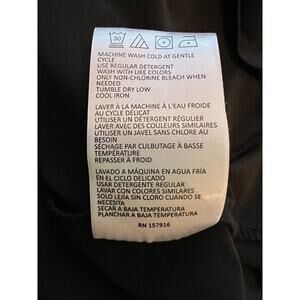 30
MACHINE WASH COLD AT GENTLE
CYCLE
USE REGULAR DETERGENT
WASH WITH LIKE COLORS
ONLY NON-CHLORINE BLEACH WHEN
NEEDED
TUMBLE DRY LOW
COOL IRON
LAVER À LA MACHINE À L'EAU FROIDE
AU CYCLE DÉLICAT
UTILISER UN DÉTERGENT RÉGULIER
LAVER AVEC DES COULEURS SIMILAIRES
UTILISER UN JAVEL SANS CHLORE AU
BESOIN
SÉCHAGE PAR CULBUTAGE À BASSE
TEMPÉRATURE
REPASSER À FROID
LAVADO A MÁQUINA EN AGUA FRÍA
EN EL CICLO DELICADO
USAR DETERGENTE REGULAR
LAVAR CON COLORES SIMILARES
SOLO LEJÍA SIN CLORO CUANDO SE
NECESITA
SECAR A BAJA TEMPERATURA
PLANCHAR A BAJA TEMPERATURA
RN 157916